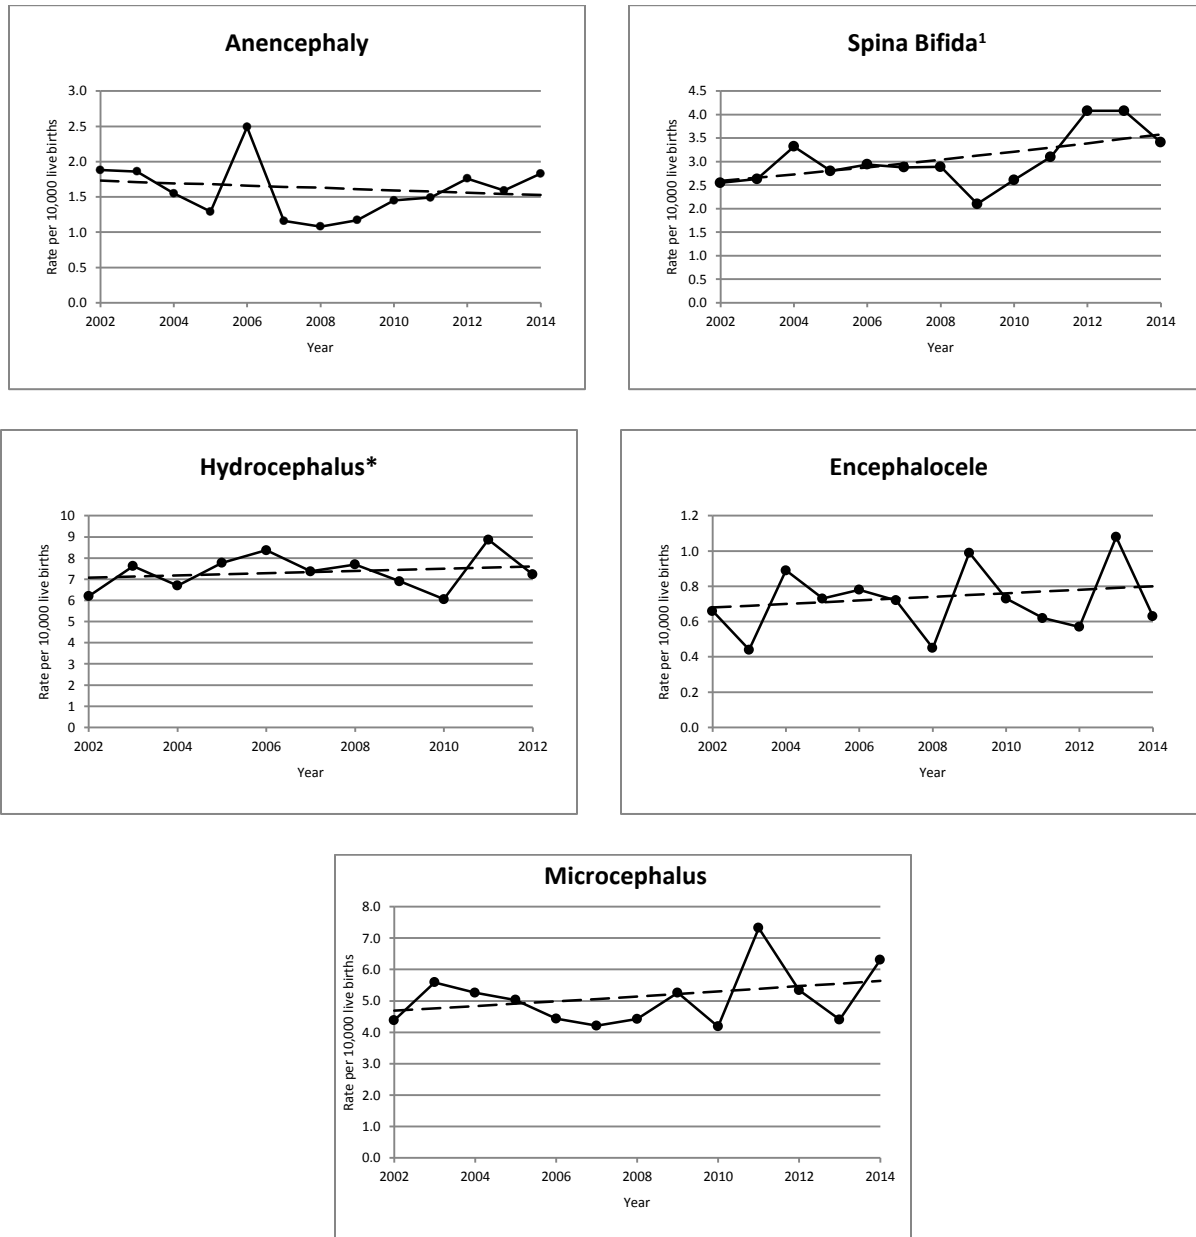 Anencephaly
Rate per 10,000 live births
3.0
2.5
2.0
1.5
1.0
0.5
0.0
2002 2004 2006 2008 2010 2012 2014
Year
Spina Bifida¹
Rate per 10,000 live births
4.5
4.0
3.5
3.0
2.5
2.0
1.5
1.0
0.5
0.0
2002 2004 2006 2008 2010 2012 2014
Year
Hydrocephalus*
Rate per 10,000 live births
10
9
8
7
6
5
4
3
2
1
0
2002 2004 2006 2008 2010 2012
Year
Encephalocele
Rate per 10,000 live births
1.2
1.0
0.8
0.6
0.4
0.2
0.0
2002 2004 2006 2008 2010 2012 2014
Year
Microcephalus
Rate per 10,000 live births
8.0
7.0
6.0
5.0
4.0
3.0
2.0
1.0
0.0
2002 2004 2006 2008 2010 2012 2014
Year